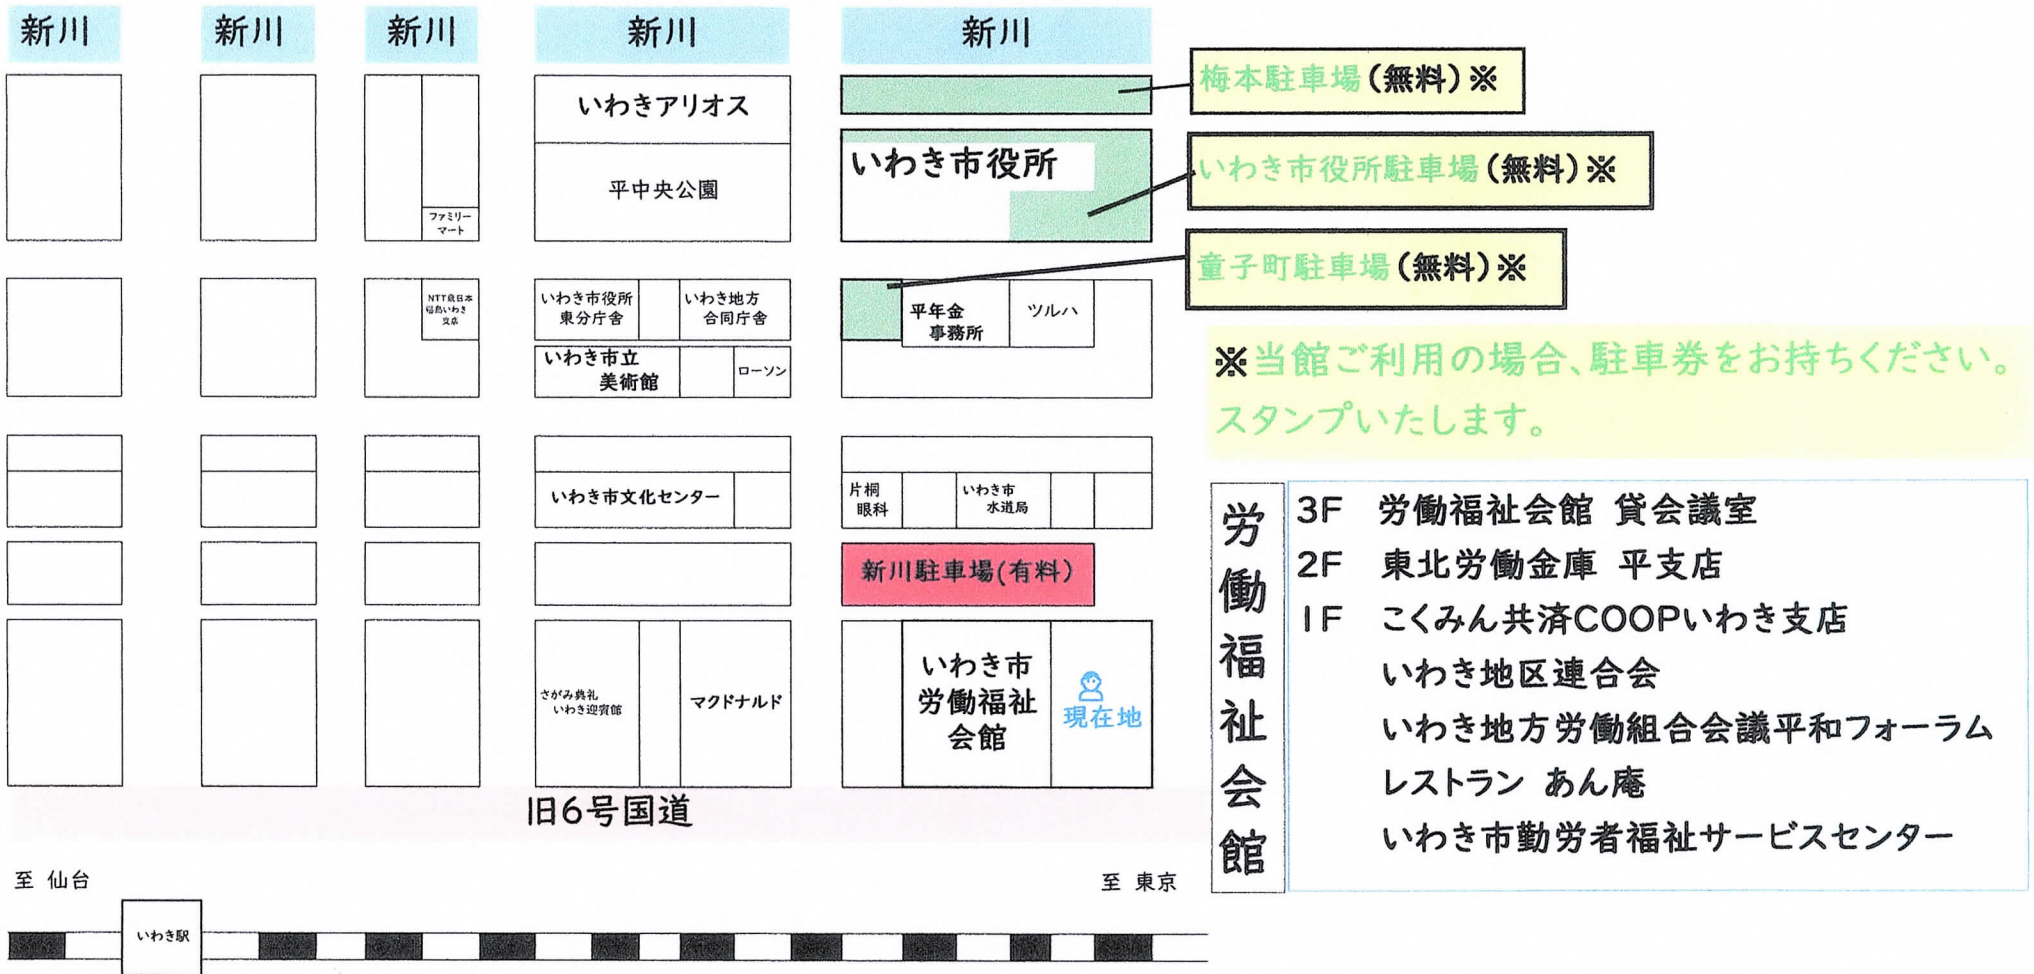 新川
新川
新川
新川
新川
いわきアリオス
平中央公園
ファミリー
マート
いわき市役所
梅本駐車場(無料)※
いわき市役所駐車場(無料)※
童子町駐車場(無料)※
NTT東日本
福島いわき
支店
いわき市役所
東分庁舎
いわき地方
合同庁舎
いわき市立
美術館
ローソン
平年金
事務所
ツルハ
※当館ご利用の場合、駐車券をお持ちください。
スタンプいたします。
いわき市文化センター
片桐
眼科
いわき市
水道局
新川駐車場(有料)
さがみ典礼
いわき迎賓館
マクドナルド
いわき市
労働福祉
会館
現在地
旧6号国道
至 仙台
至 東京
いわき駅
労働福祉会館
3F 労働福祉会館 貸会議室
2F 東北労働金庫 平支店
1F こくみん共済COOPいわき支店
いわき地区連合会
いわき地方労働組合会議平和フォーラム
レストラン あん庵
いわき市勤労者福祉サービスセンター